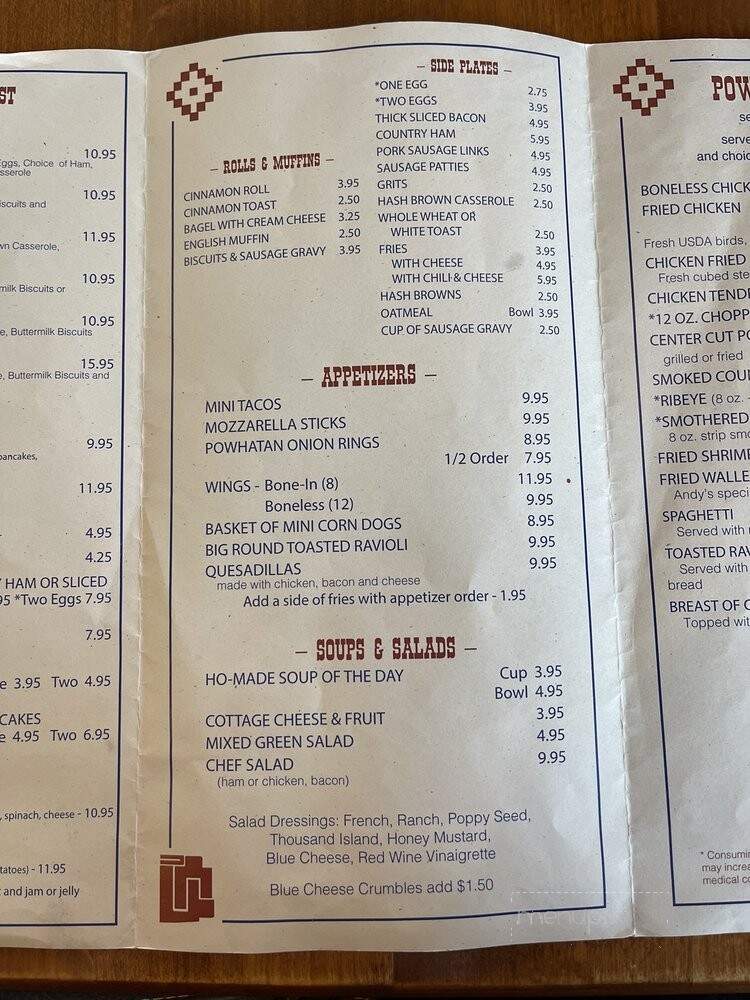 ST
10.95
Eggs, Choice of Ham,
sserole
10.95
iscuits and
11.95
wn Casserole,
10.95
milk Biscuits or
10.95
e, Buttermilk Biscuits
15.95
e, Buttermilk Biscuits and
9.95
pancakes,
11.95
4.95
4.25
HAM OR SLICED
95 *Two Eggs 7.95
7.95
e 3.95 Two 4.95
CAKES
e 4.95 Two 6.95
, spinach, cheese - 10.95
tatoes) - 11.95
t and jam or jelly
- ROLLS & MUFFINS -
CINNAMON ROLL 3.95
CINNAMON TOAST 2.50
BAGEL WITH CREAM CHEESE 3.25
ENGLISH MUFFIN 2.50
BISCUITS & SAUSAGE GRAVY 3.95
- SIDE PLATES -
*ONE EGG 2.75
*TWO EGGS 3.95
THICK SLICED BACON 4.95
COUNTRY HAM 5.95
PORK SAUSAGE LINKS 4.95
SAUSAGE PATTIES 4.95
GRITS 2.50
HASH BROWN CASSEROLE 2.50
WHOLE WHEAT OR
WHITE TOAST 2.50
FRIES 3.95
WITH CHEESE 4.95
WITH CHILI & CHEESE 5.95
HASH BROWNS 2.50
OATMEAL Bowl 3.95
CUP OF SAUSAGE GRAVY 2.50
- APPETIZERS -
MINI TACOS 9.95
MOZZARELLA STICKS 9.95
POWHATAN ONION RINGS 8.95
1/2 Order 7.95
WINGS - Bone-In (8) 11.95
Boneless (12) 9.95
BASKET OF MINI CORN DOGS 8.95
BIG ROUND TOASTED RAVIOLI 9.95
QUESADILLAS 9.95
made with chicken, bacon and cheese
Add a side of fries with appetizer order - 1.95
- SOUPS & SALADS -
HO-MADE SOUP OF THE DAY Cup 3.95
Bowl 4.95
COTTAGE CHEESE & FRUIT 3.95
MIXED GREEN SALAD 4.95
CHEF SALAD 9.95
(ham or chicken, bacon)
Salad Dressings: French, Ranch, Poppy Seed,
Thousand Island, Honey Mustard,
Blue Cheese, Red Wine Vinaigrette
Blue Cheese Crumbles add $1.50
POW
se
serve
and choic
BONELESS CHICK
FRIED CHICKEN
Fresh USDA birds,
CHICKEN FRIED
Fresh cubed ste
CHICKEN TEND
*12 OZ. CHOPP
CENTER CUT PO
grilled or fried
SMOKED COUN
*RIBEYE (8 oz. -
*SMOTHERED
8 oz. strip smo
FRIED SHRIMP
FRIED WALLE
Andy's speci
SPAGHETTI
Served with
TOASTED RAV
Served with
bread
BREAST OF C
Topped wit
* Consumin
may increa
medical co
menupix